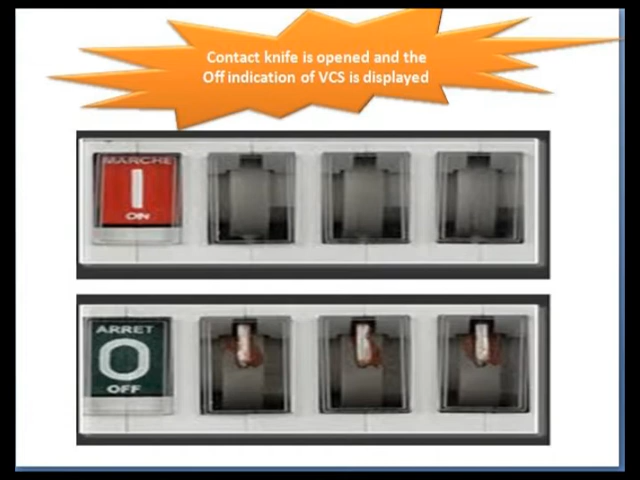 Contact knife is opened and the
Off indication of VCS is displayed
MARCHE
I
ON
ARRET
O
OFF